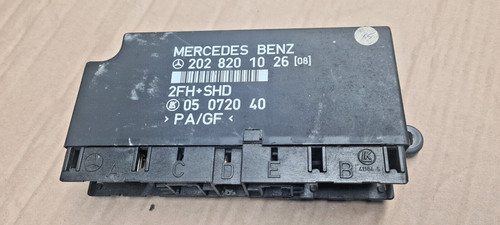 MERCEDES BENZ
202 820 10 26 [08]
2FH+SHD
05 0720 40
> PA/GF <
C D E B